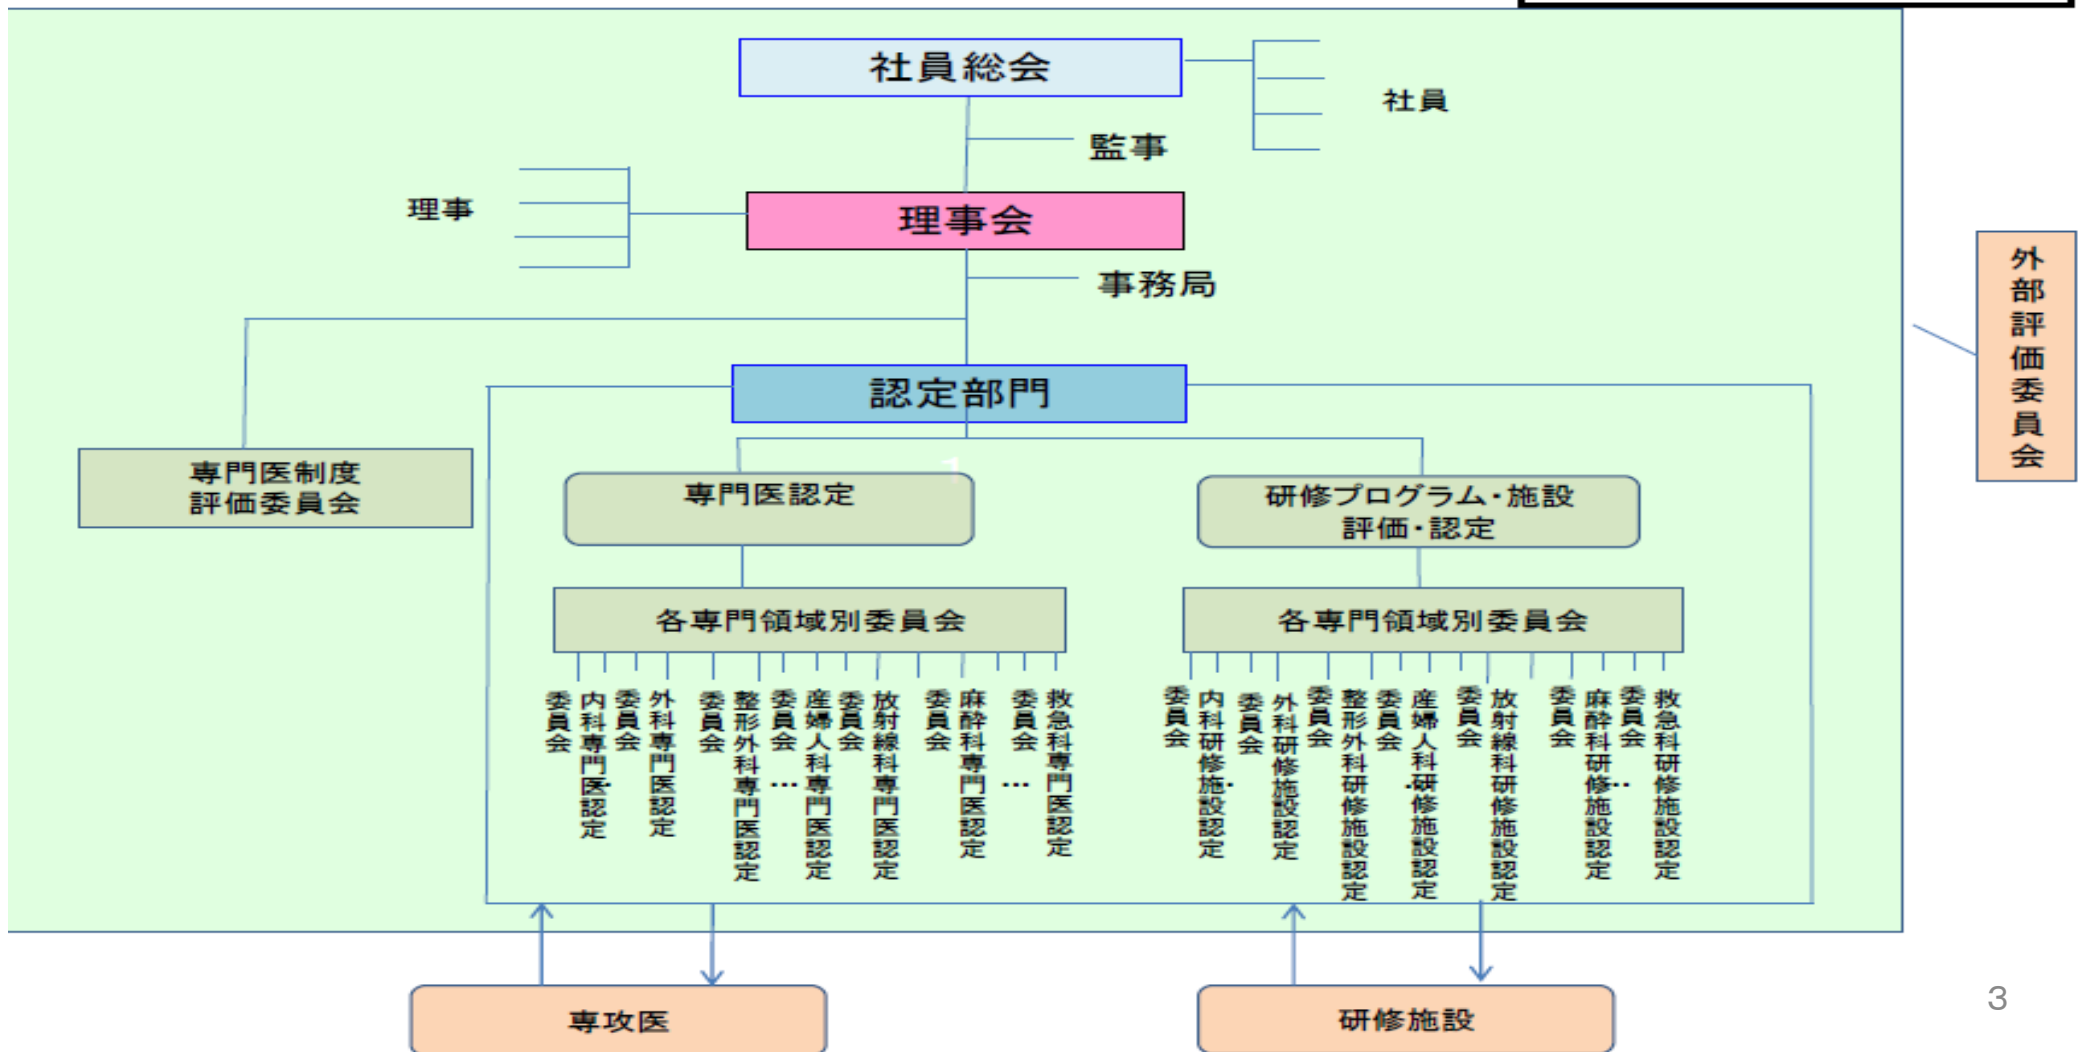 社員総会
社員
監事
理事
理事会
事務局
外部評価委員会
認定部門
専門医制度
評価委員会
1
専門医認定
研修プログラム・施設
評価・認定
各専門領域別委員会
各専門領域別委員会
内科専門医認定
委員会
外科専門医認定
委員会
整形外科専門医認定
委員会
…
産婦人科専門医認定
委員会
放射線科専門医認定
委員会
麻酔科専門医認定
委員会
…
救急科専門医認定
委員会
内科研修施設認定
委員会
外科研修施設認定
委員会
整形外科研修施設認定
委員会
産婦人科研修施設認定
委員会
放射線科研修施設認定
委員会
麻酔科研修施設認定
委員会
…
救急科研修施設認定
委員会
専攻医
研修施設
3